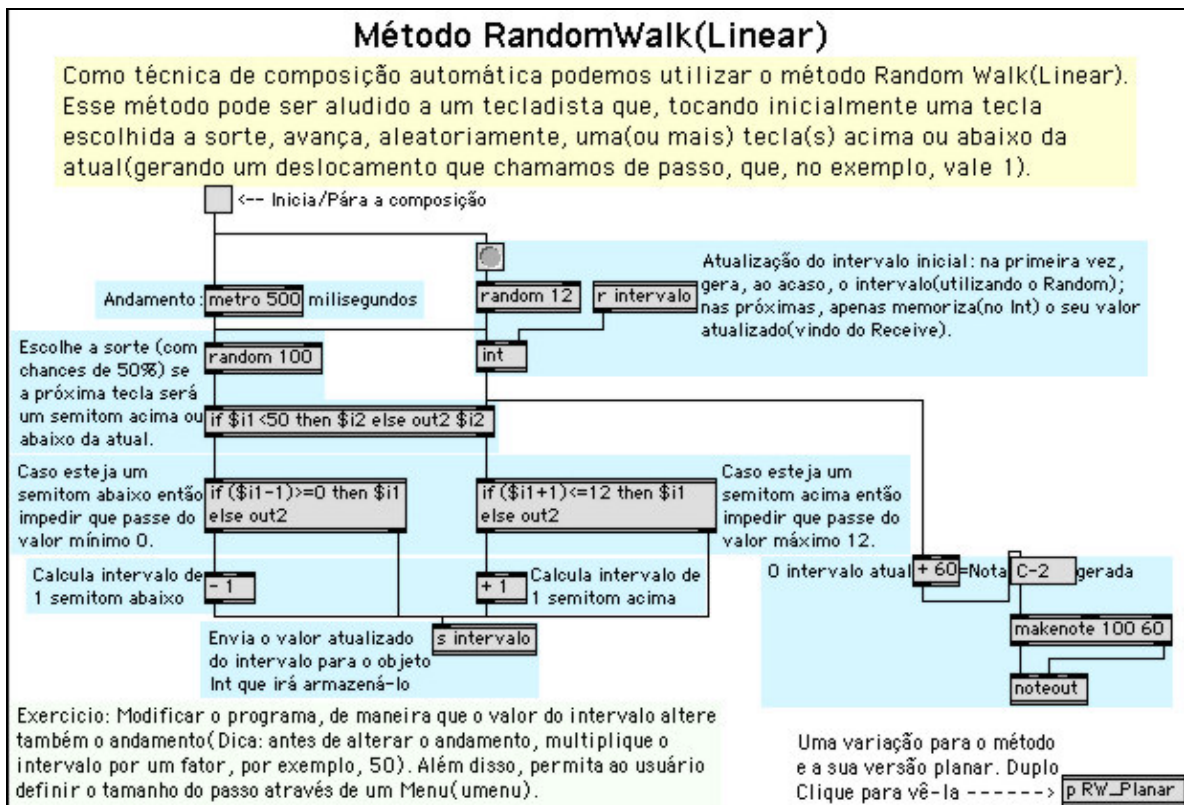 Método RandomWalk(Linear)
Como técnica de composição automática podemos utilizar o método Random Walk(Linear).
Esse método pode ser aludido a um tecladista que, tocando inicialmente uma tecla
escolhida a sorte, avança, aleatoriamente, uma(ou mais) tecla(s) acima ou abaixo da
atual(gerando um deslocamento que chamamos de passo, que, no exemplo, vale 1).
<-- Inicia/Pára a composição
Andamento: metro 500 milisegundos
random 12
r intervalo
Atualização do intervalo inicial: na primeira vez,
gera, ao acaso, o intervalo(utilizando o Random);
nas próximas, apenas memoriza(no Int) o seu valor
atualizado(vindo do Receive).
Escolhe a sorte (com
chances de 50%) se
a próxima tecla será
um semitom acima ou
abaixo da atual.
random 100
int
if $i1 <50 then $i2 else out2 $i2
Caso esteja um
semitom abaixo então
impedir que passe do
valor mínimo 0.
if ($i1-1)>=0 then $i1
else out2
if ($i1+1)<=12 then $i1
else out2
Caso esteja um
semitom acima então
impedir que passe do
valor máximo 12.
Calcula intervalo de
1 semitom abaixo
- 1
+ 1
Calcula intervalo de
1 semitom acima
O intervalo atual + 60 =Nota C-2 gerada
makenote 100 60
noteout
Envia o valor atualizado
do intervalo para o objeto
Int que irá armazená-lo
s intervalo
Exercicio: Modificar o programa, de maneira que o valor do intervalo altere
também o andamento(Dica: antes de alterar o andamento, multiplique o
intervalo por um fator, por exemplo, 50). Além disso, permita ao usuário
definir o tamanho do passo através de um Menu(umenu).
Uma variação para o método
e a sua versão planar. Duplo
Clique para vê-la ------> p RW_Planar